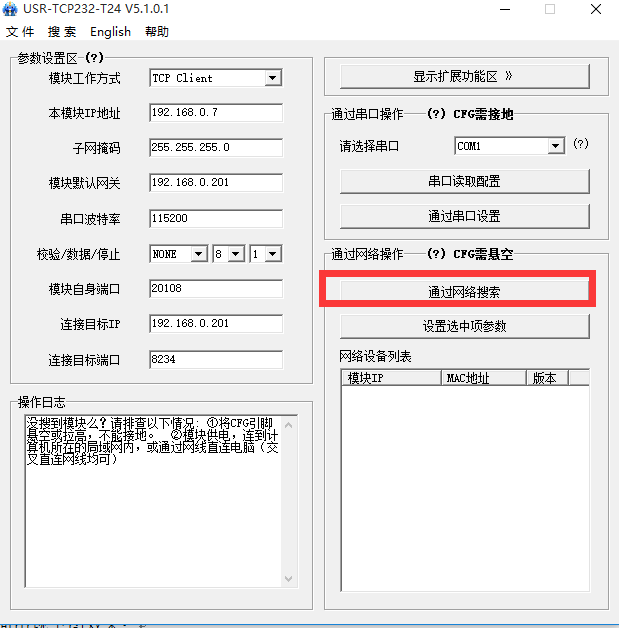 USR-TCP232-T24 V5.1.0.1
文件 搜索 English 帮助
参数设置区 (?)
模块工作方式 TCP Client
本模块IP地址 192.168.0.7
子网掩码 255.255.255.0
模块默认网关 192.168.0.201
串口波特率 115200
校验/数据/停止 NONE 8 1
模块自身端口 20108
连接目标IP 192.168.0.201
连接目标端口 8234
操作日志
没搜到模块么？请排查以下情况: ①将CFG引脚
悬空或拉高，不能接地。 ②模块供电，连到计
算机所在的局域网内，或通过网线直连电脑（交
叉直连网线均可）
显示扩展功能区 》
通过串口操作 (?) CFG需接地
请选择串口 COM1 (?)
串口读取配置
通过串口设置
通过网络操作 (?) CFG需悬空
通过网络搜索
设置选中项参数
网络设备列表
模块IP MAC地址 版本